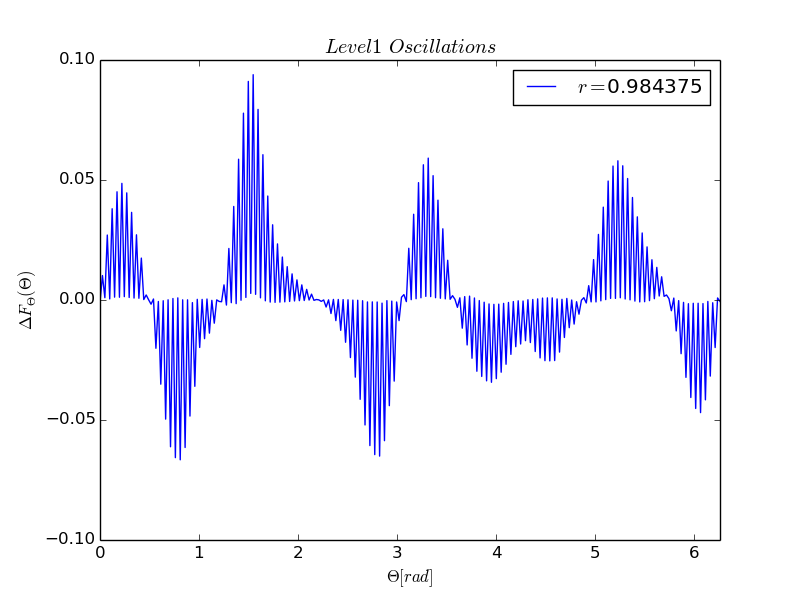 Level1 Oscillations
r=0.984375
0.10
0.05
0.00
−0.05
−0.10
ΔF_Θ(Θ)
0 1 2 3 4 5 6
Θ[rad]